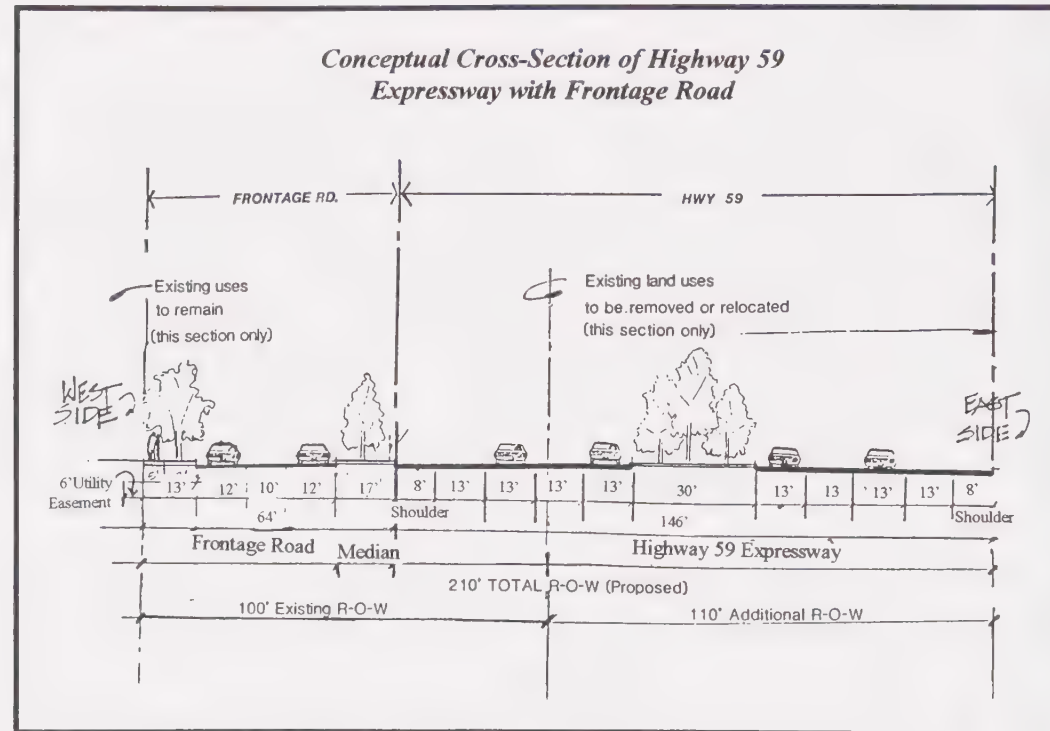 Conceptual Cross-Section of Highway 59
Expressway with Frontage Road
FRONTAGE RD.
HWY 59
Existing uses
to remain
(this section only)
Existing land uses
to be removed or relocated
(this section only)
WEST
SIDE
EAST
SIDE
6' Utility
Easement
13' 12' 10' 12' 17' 8' 13' 13' 13' 13' 30' 13' 13 13' 13' 8'
Shoulder
Shoulder
64'
146'
Frontage Road
Median
Highway 59 Expressway
210' TOTAL R-O-W (Proposed)
100' Existing R-O-W
110' Additional R-O-W